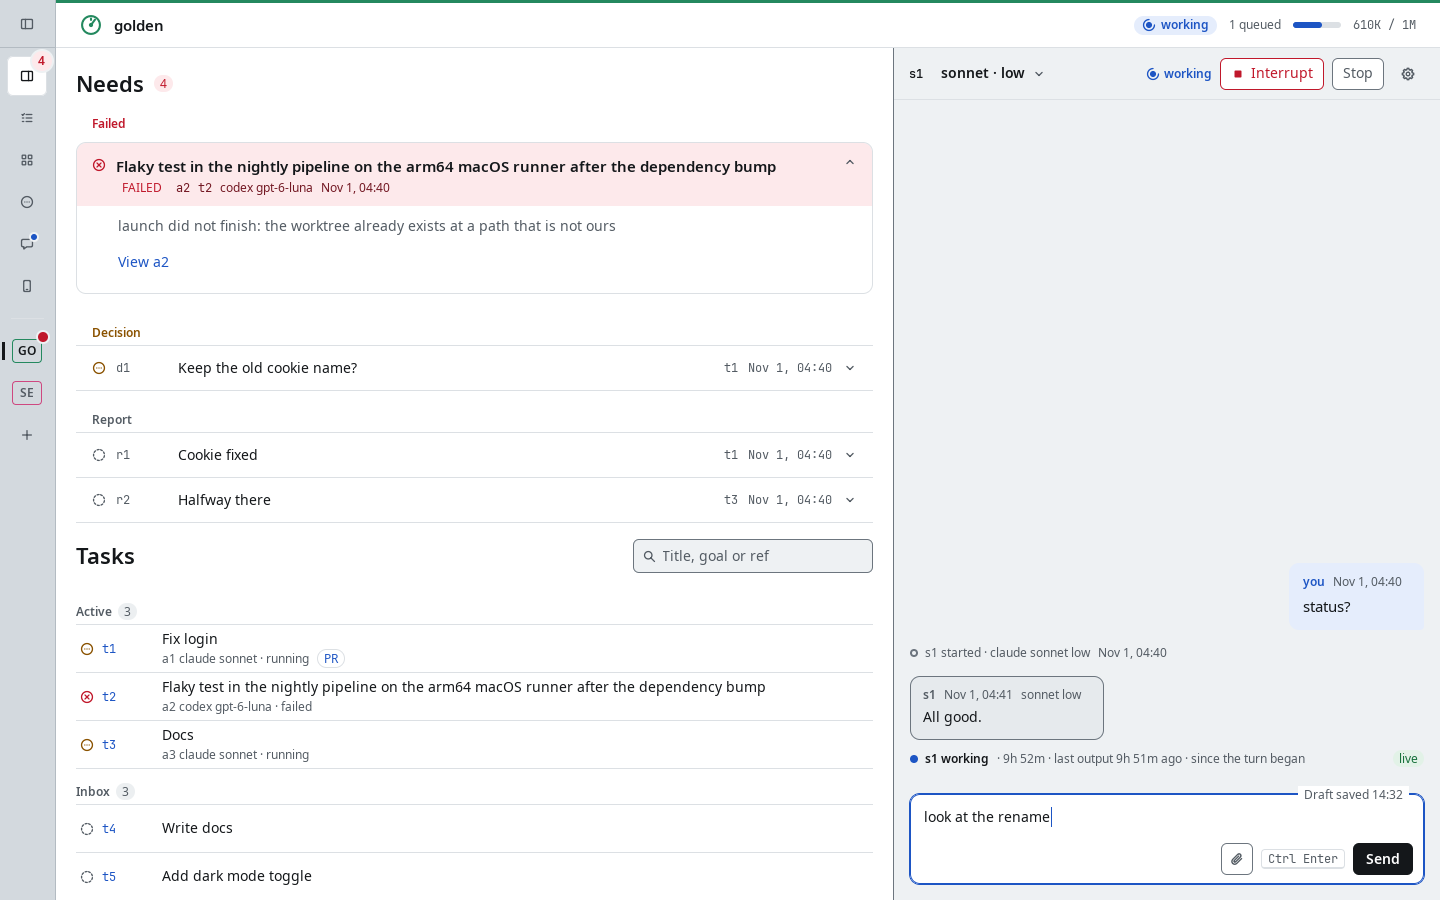 golden
working
1 queued
610K / 1M
4
GO
SE
Needs 4
Failed
Flaky test in the nightly pipeline on the arm64 macOS runner after the dependency bump
FAILED a2 t2 codex gpt-6-luna Nov 1, 04:40
launch did not finish: the worktree already exists at a path that is not ours
View a2
Decision
d1 Keep the old cookie name? t1 Nov 1, 04:40
Report
r1 Cookie fixed t1 Nov 1, 04:40
r2 Halfway there t3 Nov 1, 04:40
Tasks
Title, goal or ref
Active 3
t1 Fix login
a1 claude sonnet · running PR
t2 Flaky test in the nightly pipeline on the arm64 macOS runner after the dependency bump
a2 codex gpt-6-luna · failed
t3 Docs
a3 claude sonnet · running
Inbox 3
t4 Write docs
t5 Add dark mode toggle
s1 sonnet · low
working
Interrupt
Stop
you Nov 1, 04:40
status?
s1 started · claude sonnet low Nov 1, 04:40
s1 Nov 1, 04:41 sonnet low
All good.
s1 working · 9h 52m · last output 9h 51m ago · since the turn began live
Draft saved 14:32
look at the rename
Ctrl Enter
Send